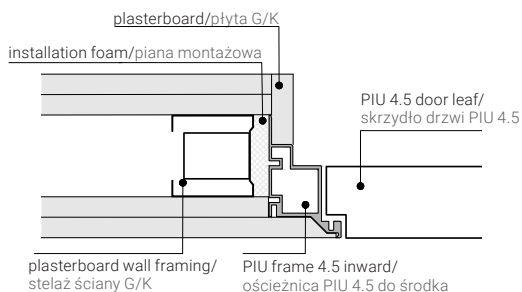 plasterboard/płyta G/K
installation foam/piana montażowa
PIU 4.5 door leaf/
skrzydło drzwi PIU 4.5
plasterboard wall framing/
stelaż ściany G/K
PIU frame 4.5 inward/
ościeżnica PIU 4.5 do środka